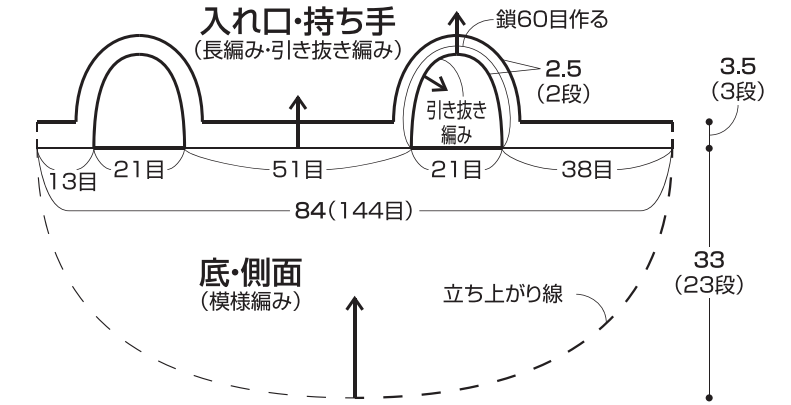 入れ口・持ち手
(長編み・引き抜き編み)
鎖60目作る
2.5
(2段)
3.5
(3段)
引き抜き
編み
13目
21目
51目
21目
38目
84(144目)
底・側面
(模様編み)
立ち上がり線
33
(23段)